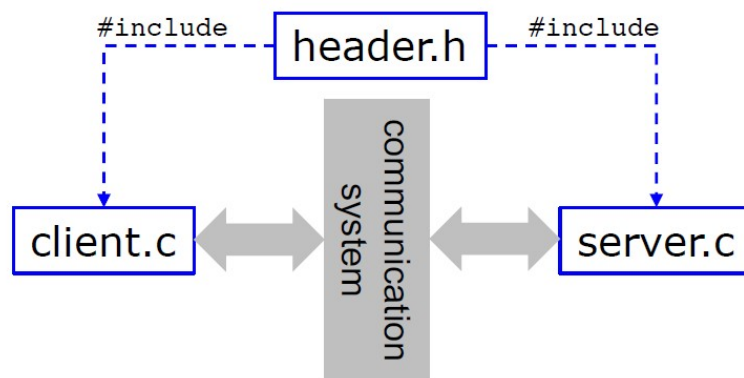 #include
header.h
#include
communication
system
client.c
server.c